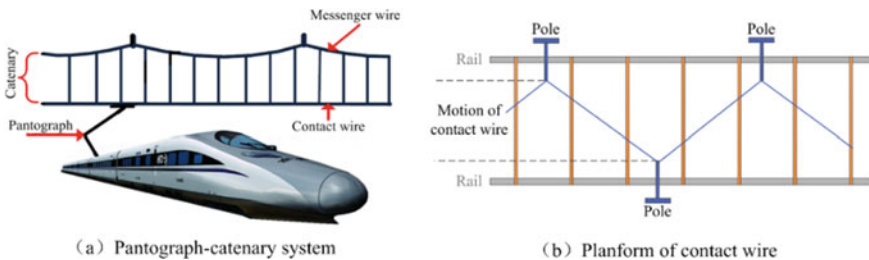 Messenger wire
Catenary
Pantograph
Contact wire
(a) Pantograph-catenary system
Pole
Pole
Rail
Motion of
contact wire
Rail
Pole
(b) Planform of contact wire